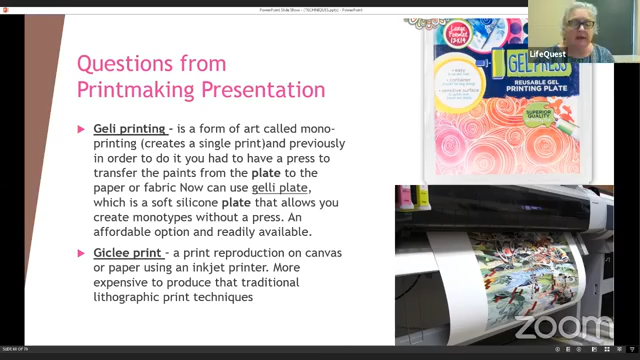 PowerPoint Slide Show - [TECHNIQUES.pptx] - PowerPoint
Questions from
Printmaking Presentation
Geli printing - is a form of art called mono-
printing (creates a single print)and previously
in order to do it you had to have a press to
transfer the paints from the plate to the
paper or fabric Now can use gelli plate,
which is a soft silicone plate that allows you
create monotypes without a press. An
affordable option and readily available.
Giclee print - a print reproduction on canvas
or paper using an inkjet printer. More
expensive to produce that traditional
lithographic print techniques
Large
Format
GEL PRESS
REUSABLE GEL
PRINTING PLATE
SUPERIOR
QUALITY
LifeQuest
zoom